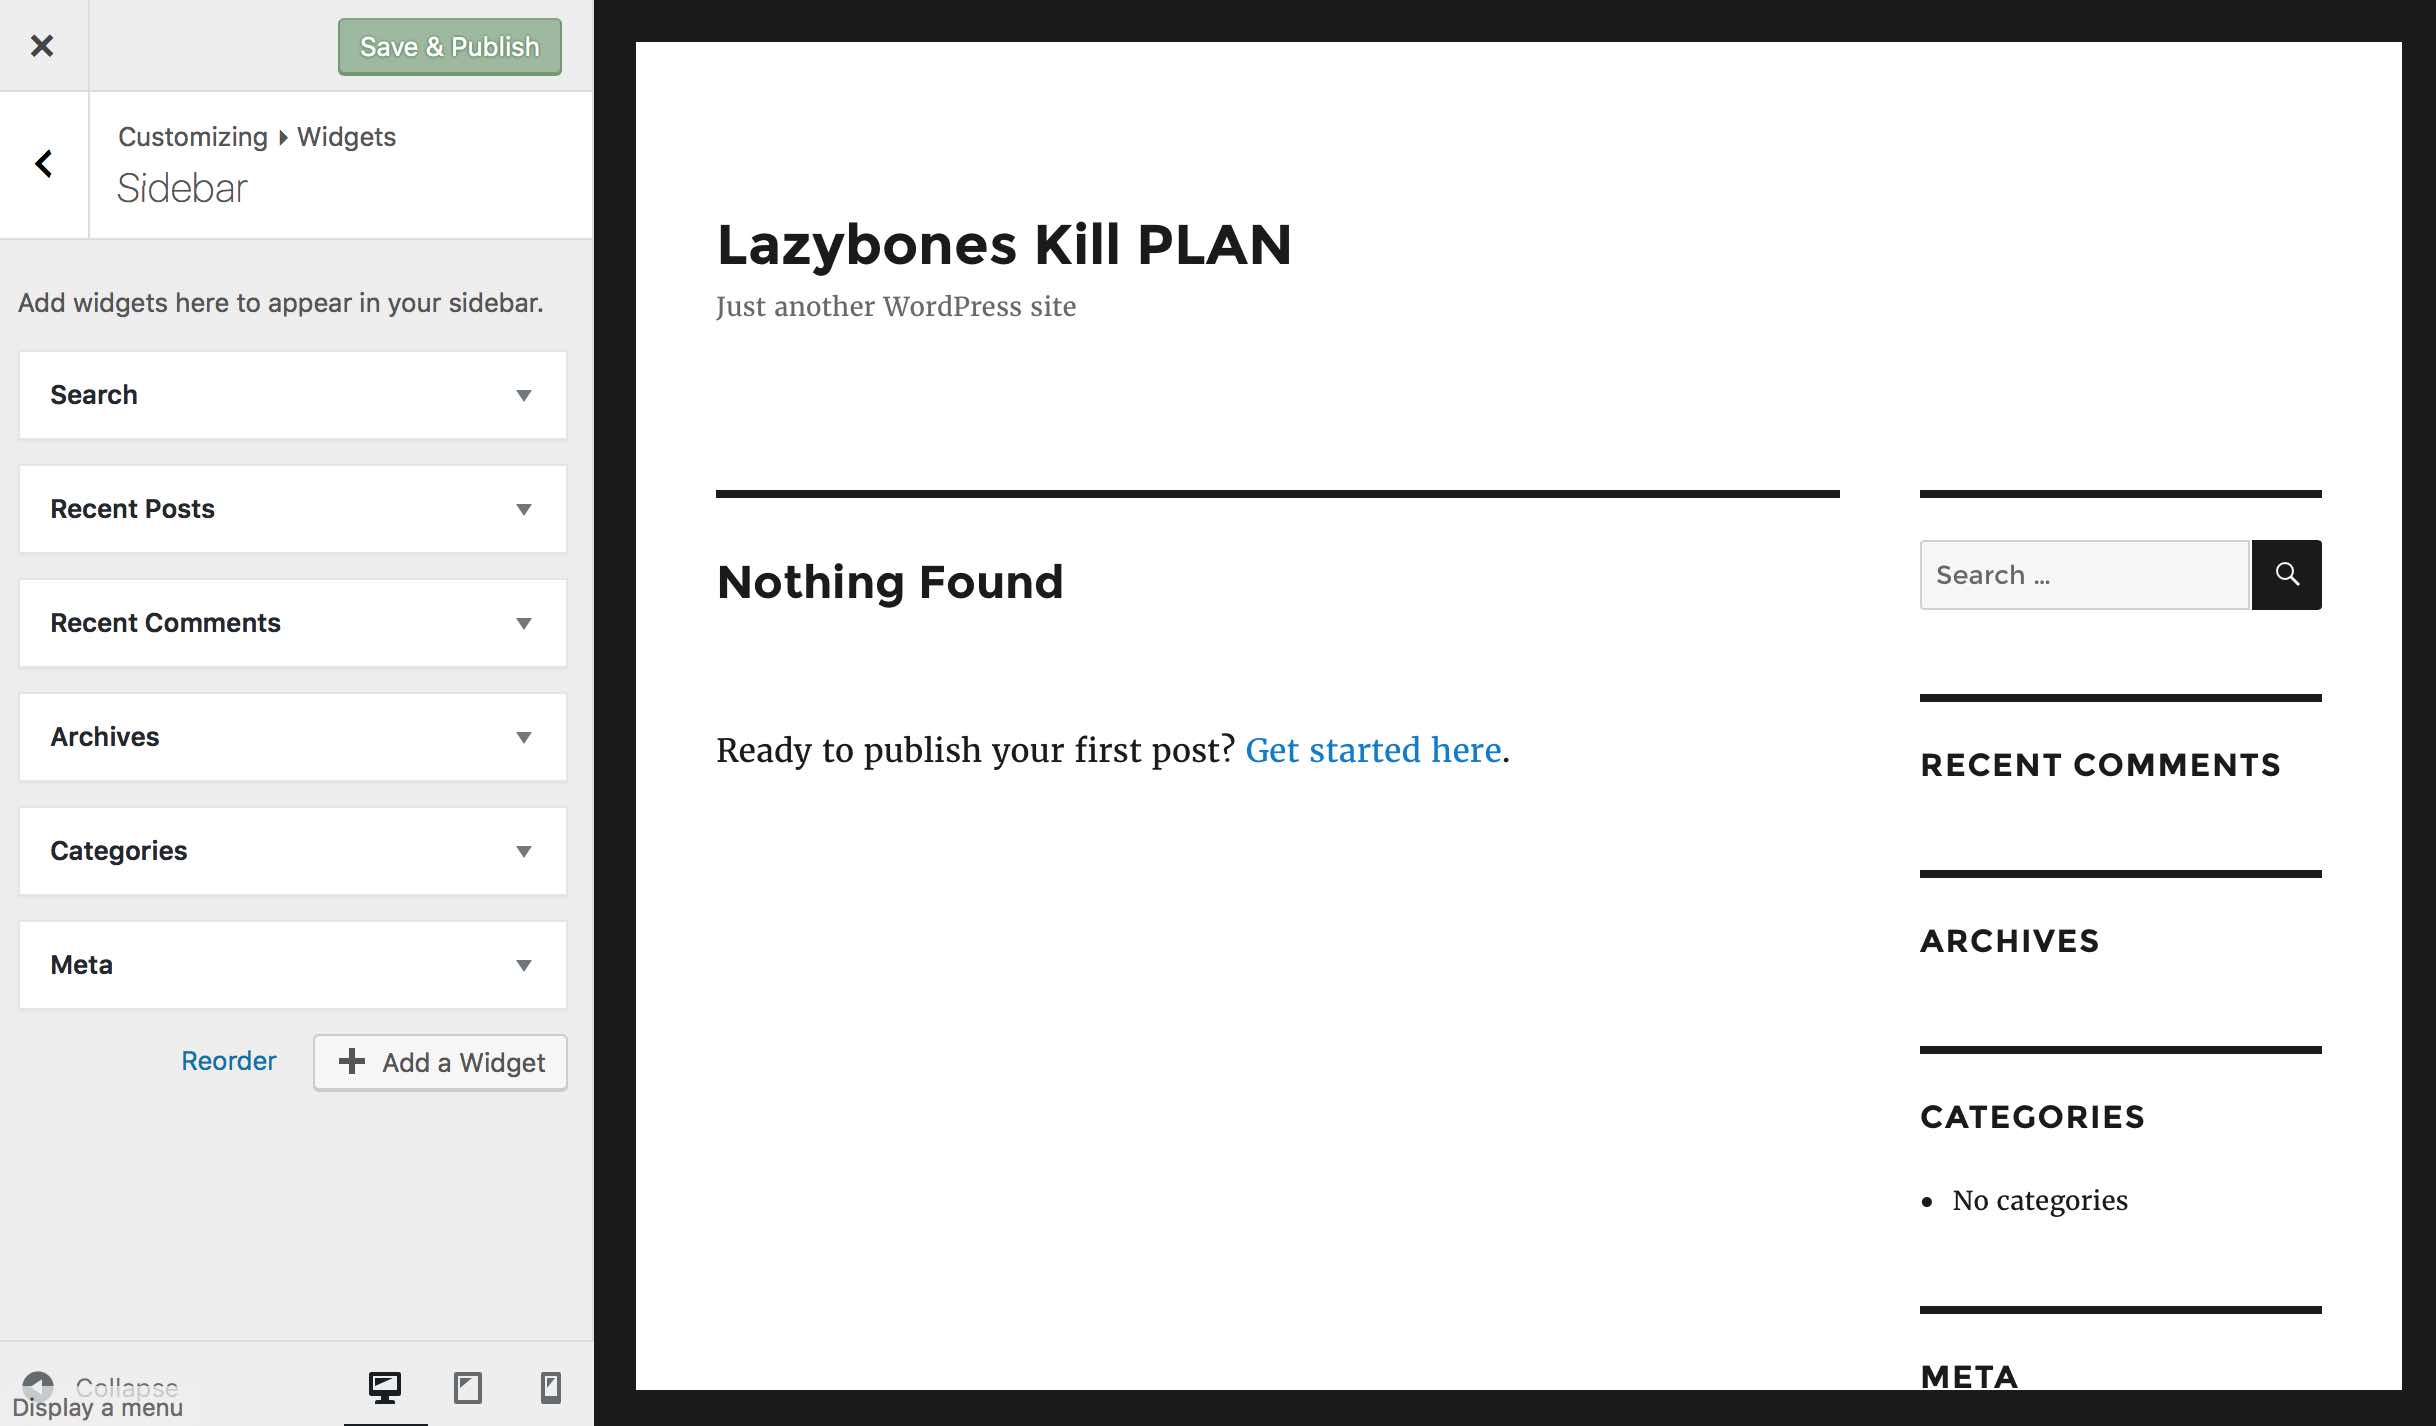 Save & Publish
Customizing ▸ Widgets
Sidebar
Add widgets here to appear in your sidebar.
Search
Recent Posts
Recent Comments
Archives
Categories
Meta
Reorder
Add a Widget
Collapse
Display a menu
Lazybones Kill PLAN
Just another WordPress site
Nothing Found
Ready to publish your first post? Get started here.
Search ...
RECENT COMMENTS
ARCHIVES
CATEGORIES
• No categories
META